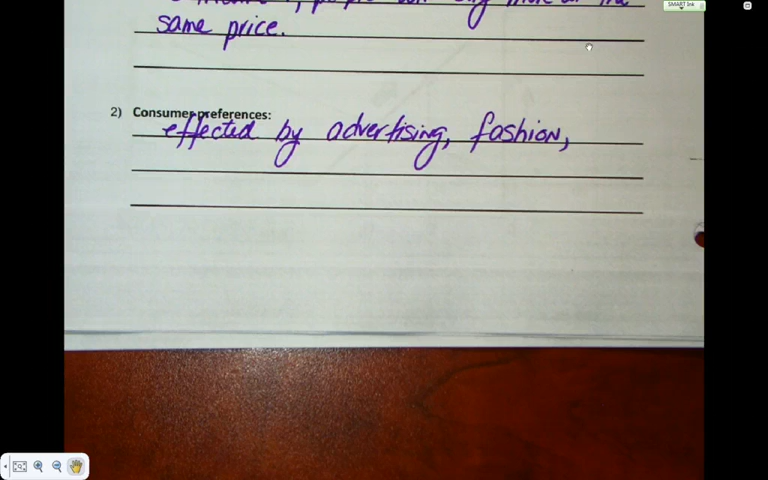 SMART Ink
same price.
2) Consumer preferences:
effected by advertising, fashion,